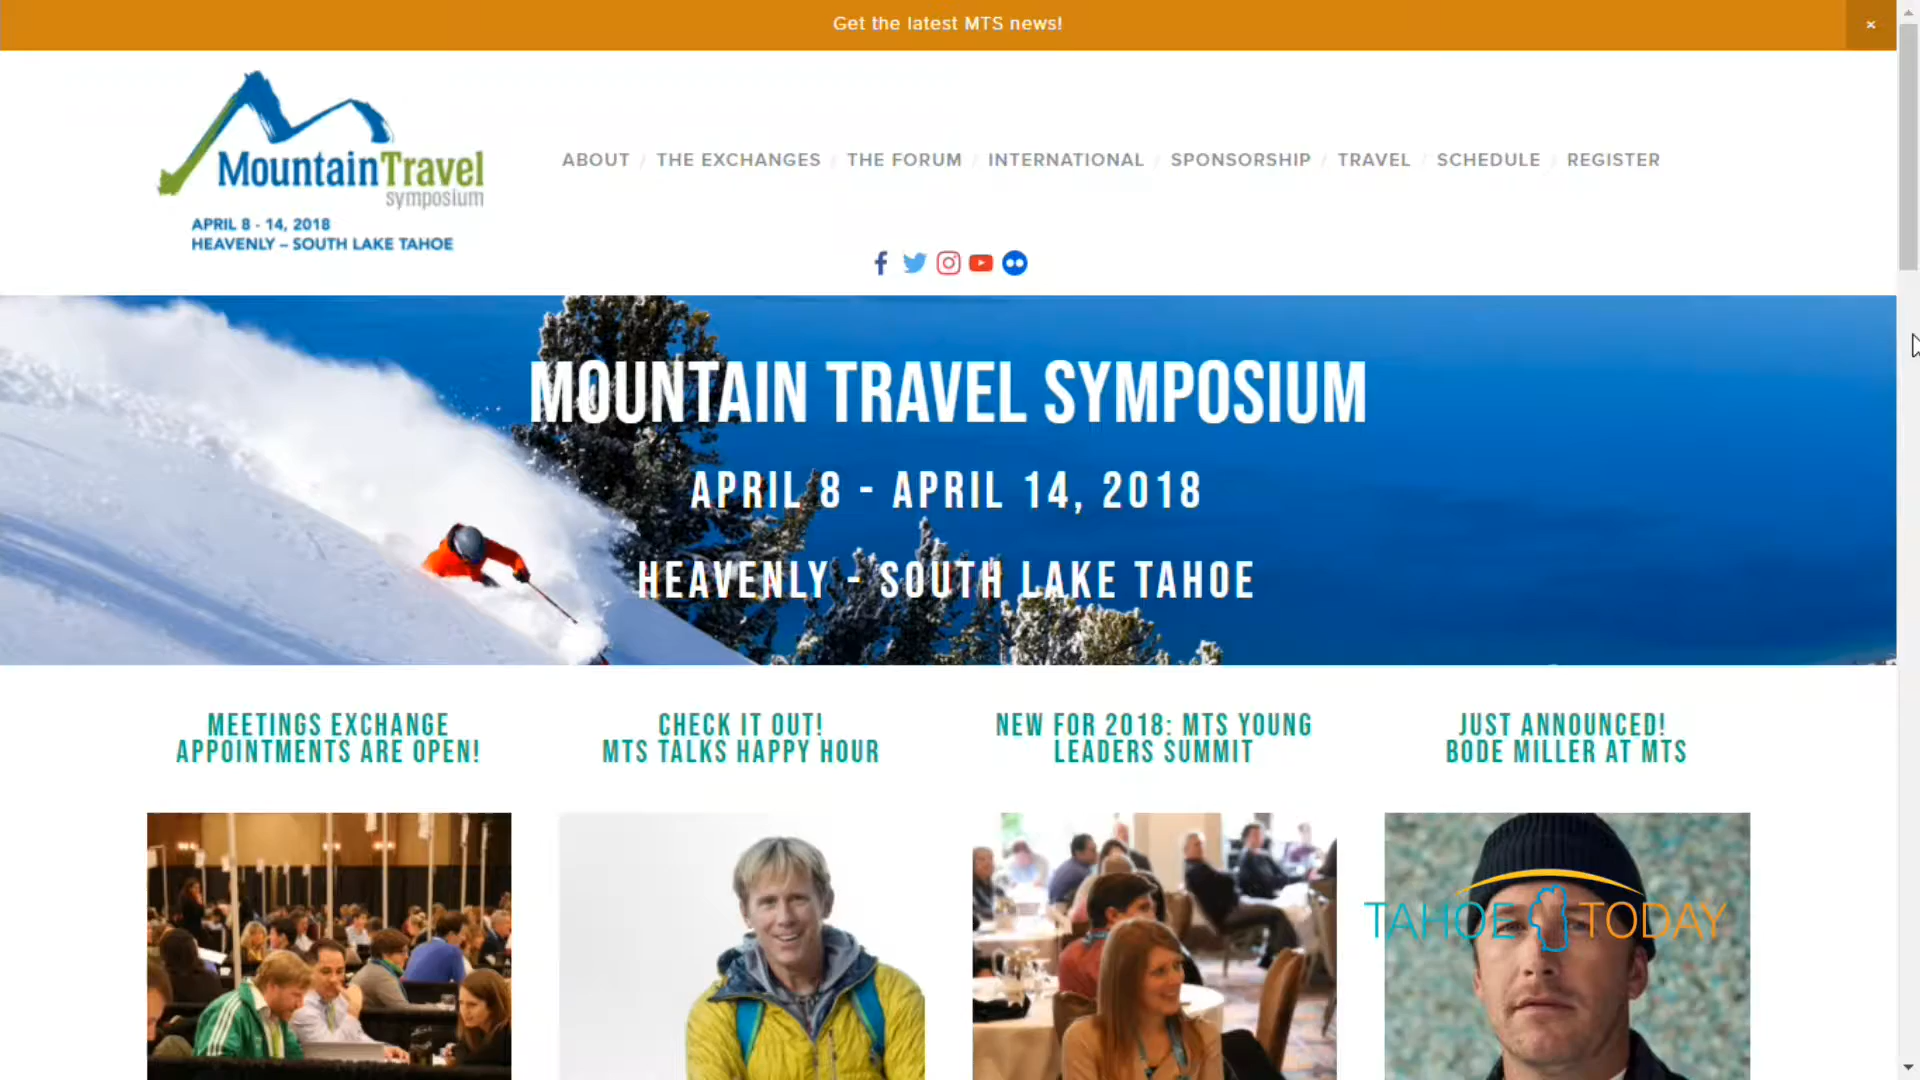 Get the latest MTS news!
×
MountainTravel
symposium
APRIL 8 - 14, 2018
HEAVENLY – SOUTH LAKE TAHOE
ABOUT / THE EXCHANGES / THE FORUM / INTERNATIONAL / SPONSORSHIP / TRAVEL / SCHEDULE / REGISTER
MOUNTAIN TRAVEL SYMPOSIUM
APRIL 8 - APRIL 14, 2018
HEAVENLY - SOUTH LAKE TAHOE
MEETINGS EXCHANGE
APPOINTMENTS ARE OPEN!
CHECK IT OUT!
MTS TALKS HAPPY HOUR
NEW FOR 2018: MTS YOUNG
LEADERS SUMMIT
JUST ANNOUNCED!
BODE MILLER AT MTS
TAHOE TODAY